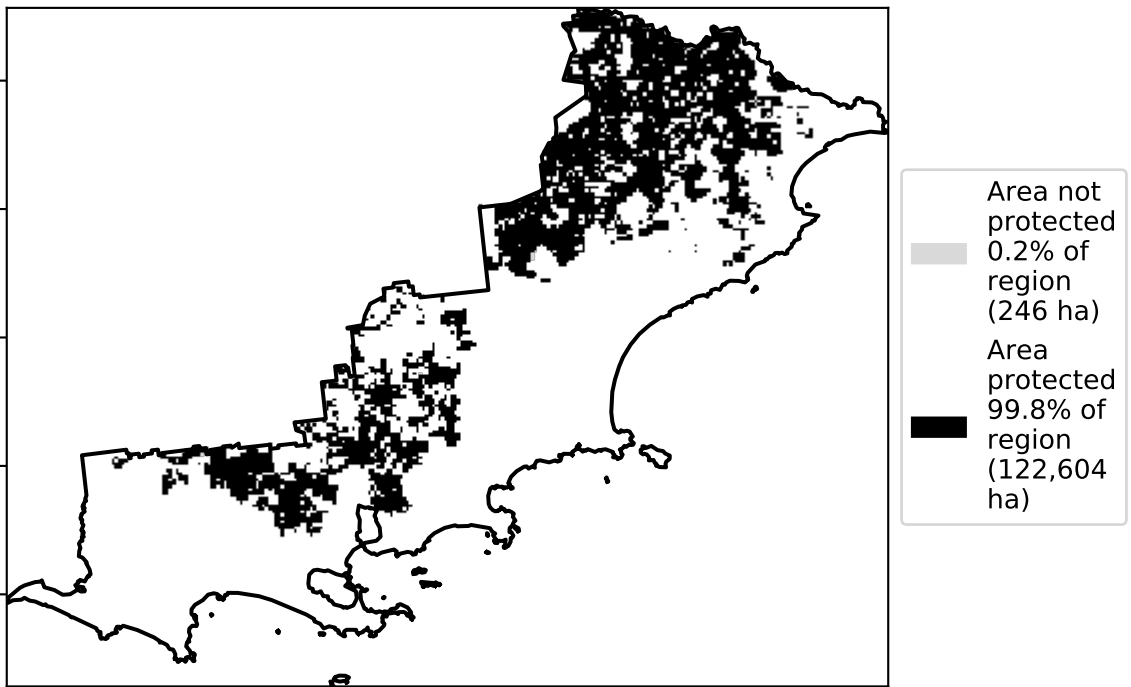 Area not
protected
0.2% of
region
(246 ha)
Area
protected
99.8% of
region
(122,604
ha)